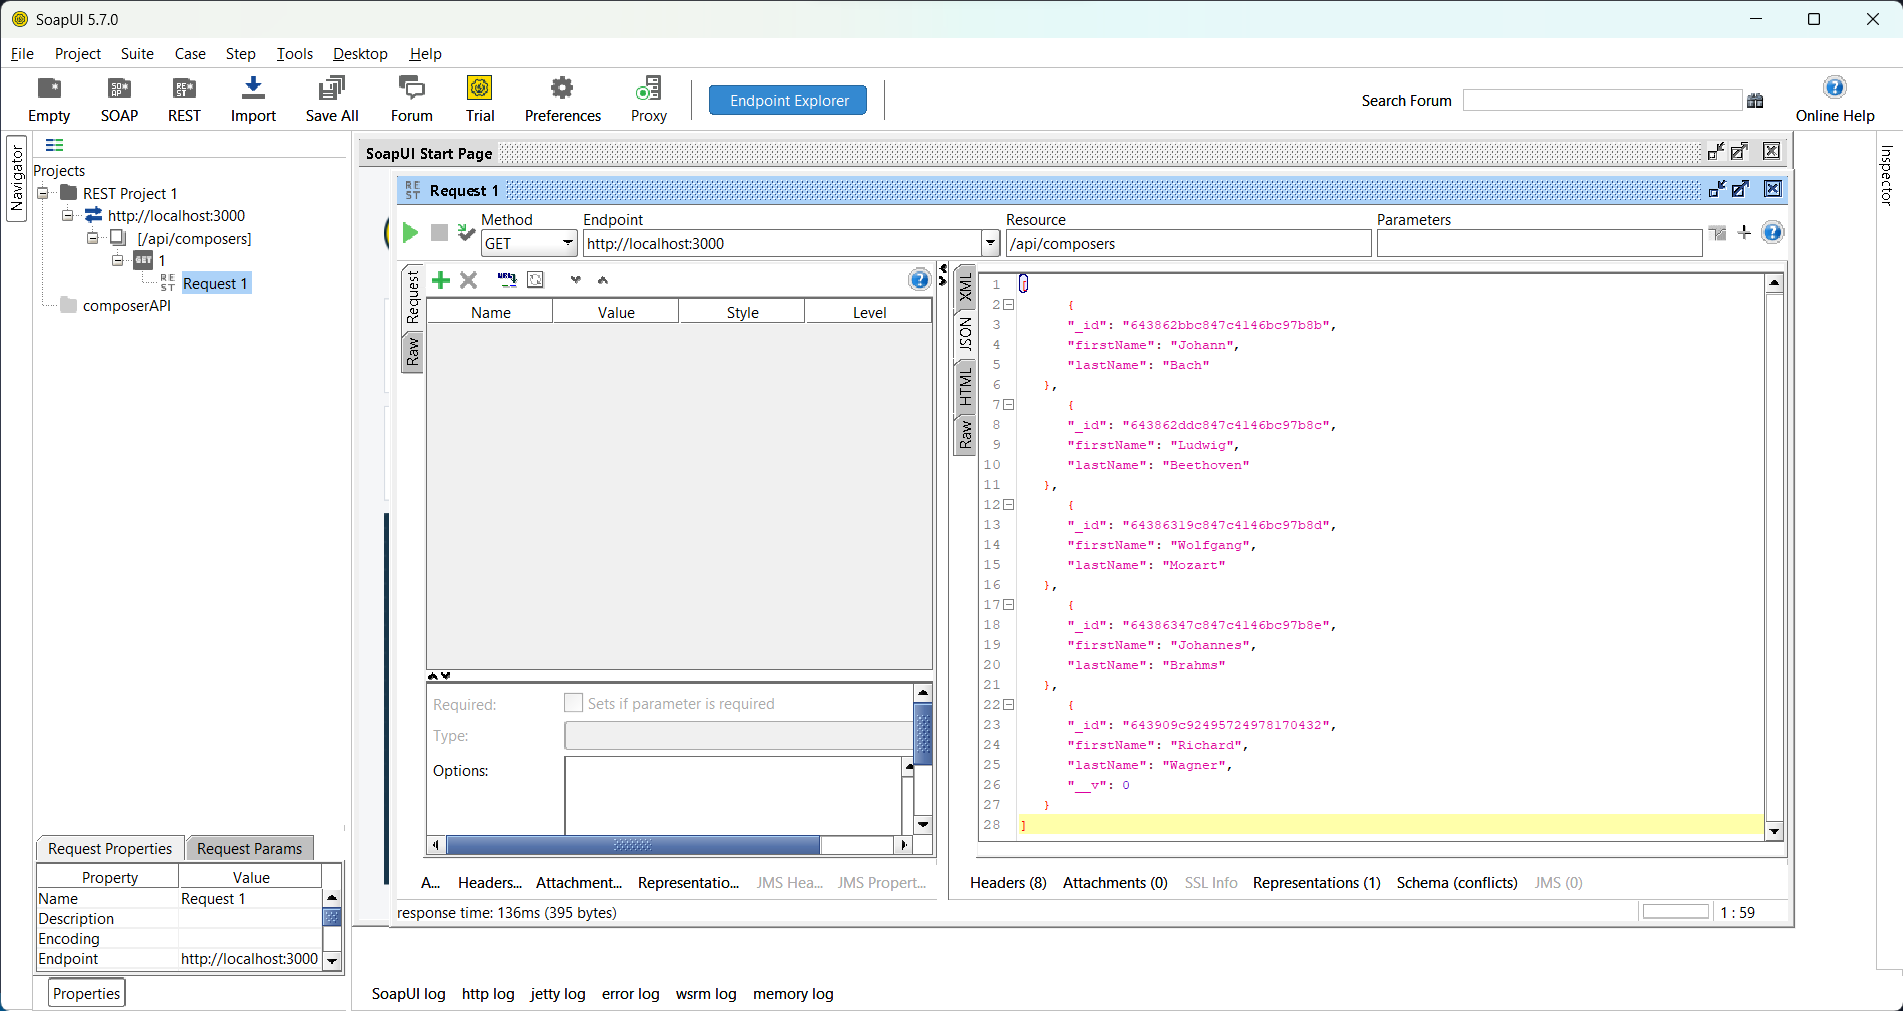 SoapUI 5.7.0
File Project Suite Case Step Tools Desktop Help
Empty SOAP REST Import Save All Forum Trial Preferences Proxy Endpoint Explorer Search Forum Online Help
Navigator
Projects
REST Project 1
http://localhost:3000
[/api/composers]
GET 1
REST Request 1
composerAPI
Request Properties Request Params
Property Value
Name Request 1
Description
Encoding
Endpoint http://localhost:3000
Properties
SoapUI Start Page
REST Request 1
Method Endpoint Resource Parameters
GET http://localhost:3000 /api/composers
Request
Raw
Name Value Style Level
Required: Sets if parameter is required
Type:
Options:
A... Headers... Attachment... Representatio... JMS Hea... JMS Propert...
XML
JSON
HTML
Raw
1 [
2 {
3 "_id": "643862bbc847c4146bc97b8b",
4 "firstName": "Johann",
5 "lastName": "Bach"
6 },
7 {
8 "_id": "643862ddc847c4146bc97b8c",
9 "firstName": "Ludwig",
10 "lastName": "Beethoven"
11 },
12 {
13 "_id": "64386319c847c4146bc97b8d",
14 "firstName": "Wolfgang",
15 "lastName": "Mozart"
16 },
17 {
18 "_id": "64386347c847c4146bc97b8e",
19 "firstName": "Johannes",
20 "lastName": "Brahms"
21 },
22 {
23 "_id": "643909c92495724978170432",
24 "firstName": "Richard",
25 "lastName": "Wagner",
26 "__v": 0
27 }
28 ]
Headers (8) Attachments (0) SSL Info Representations (1) Schema (conflicts) JMS (0)
response time: 136ms (395 bytes)
1 : 59
SoapUI log http log jetty log error log wsrm log memory log
Inspector